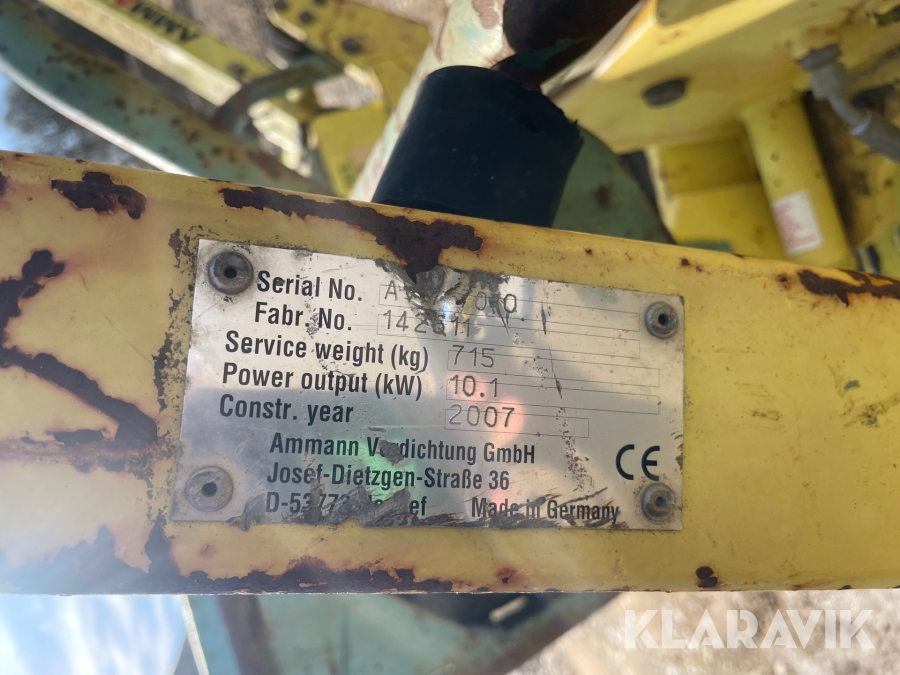 Serial No.
Fabr. No.
Service weight (kg) 715
Power output (kW) 10.1
Constr. year 2007
Ammann Verdichtung GmbH
Josef-Dietzgen-Straße 36
Made in Germany
CE
KLARAVIK